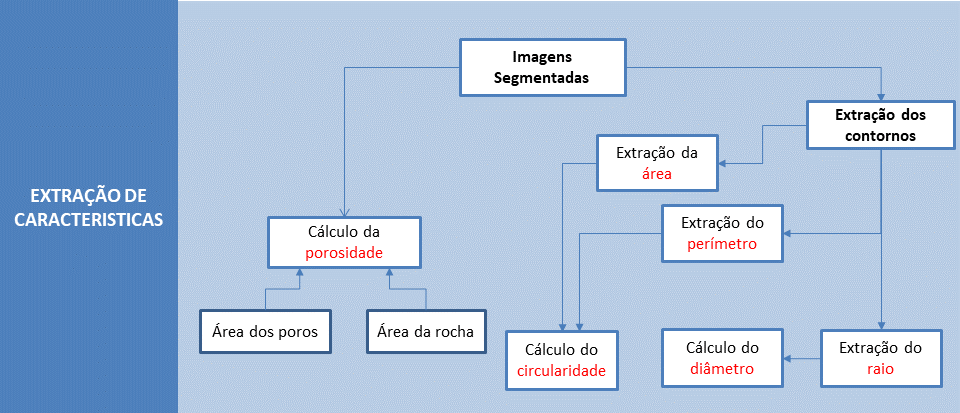 EXTRAÇÃO DE
CARACTERISTICAS
Imagens
Segmentadas
Extração dos
contornos
Extração da
área
Extração do
perímetro
Cálculo da
porosidade
Área dos poros
Área da rocha
Cálculo do
circularidade
Cálculo do
diâmetro
Extração do
raio